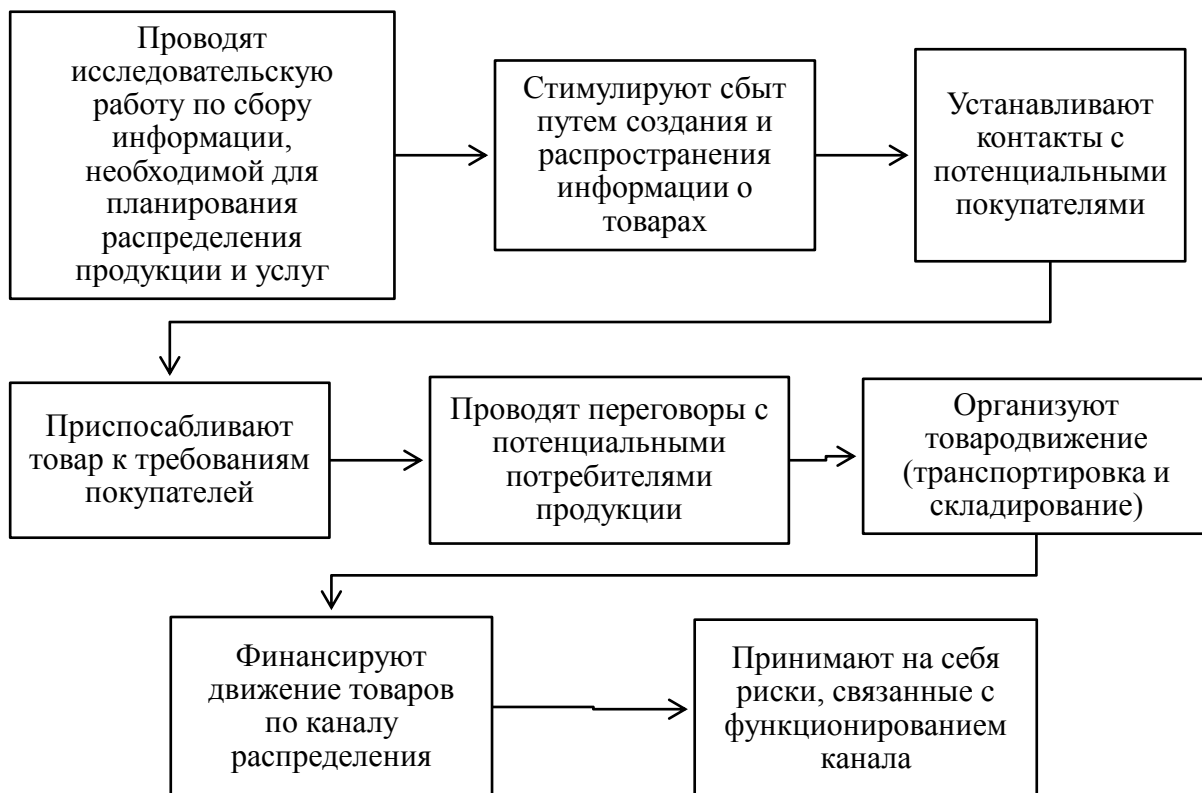 Проводят
исследовательскую
работу по сбору
информации,
необходимой для
планирования
распределения
продукции и услуг
Стимулируют сбыт
путем создания и
распространения
информации о
товарах
Устанавливают
контакты с
потенциальными
покупателями
Приспосабливают
товар к требованиям
покупателей
Проводят переговоры с
потенциальными
потребителями
продукции
Организуют
товародвижение
(транспортировка и
складирование)
Финансируют
движение товаров
по каналу
распределения
Принимают на себя
риски, связанные с
функционированием
канала